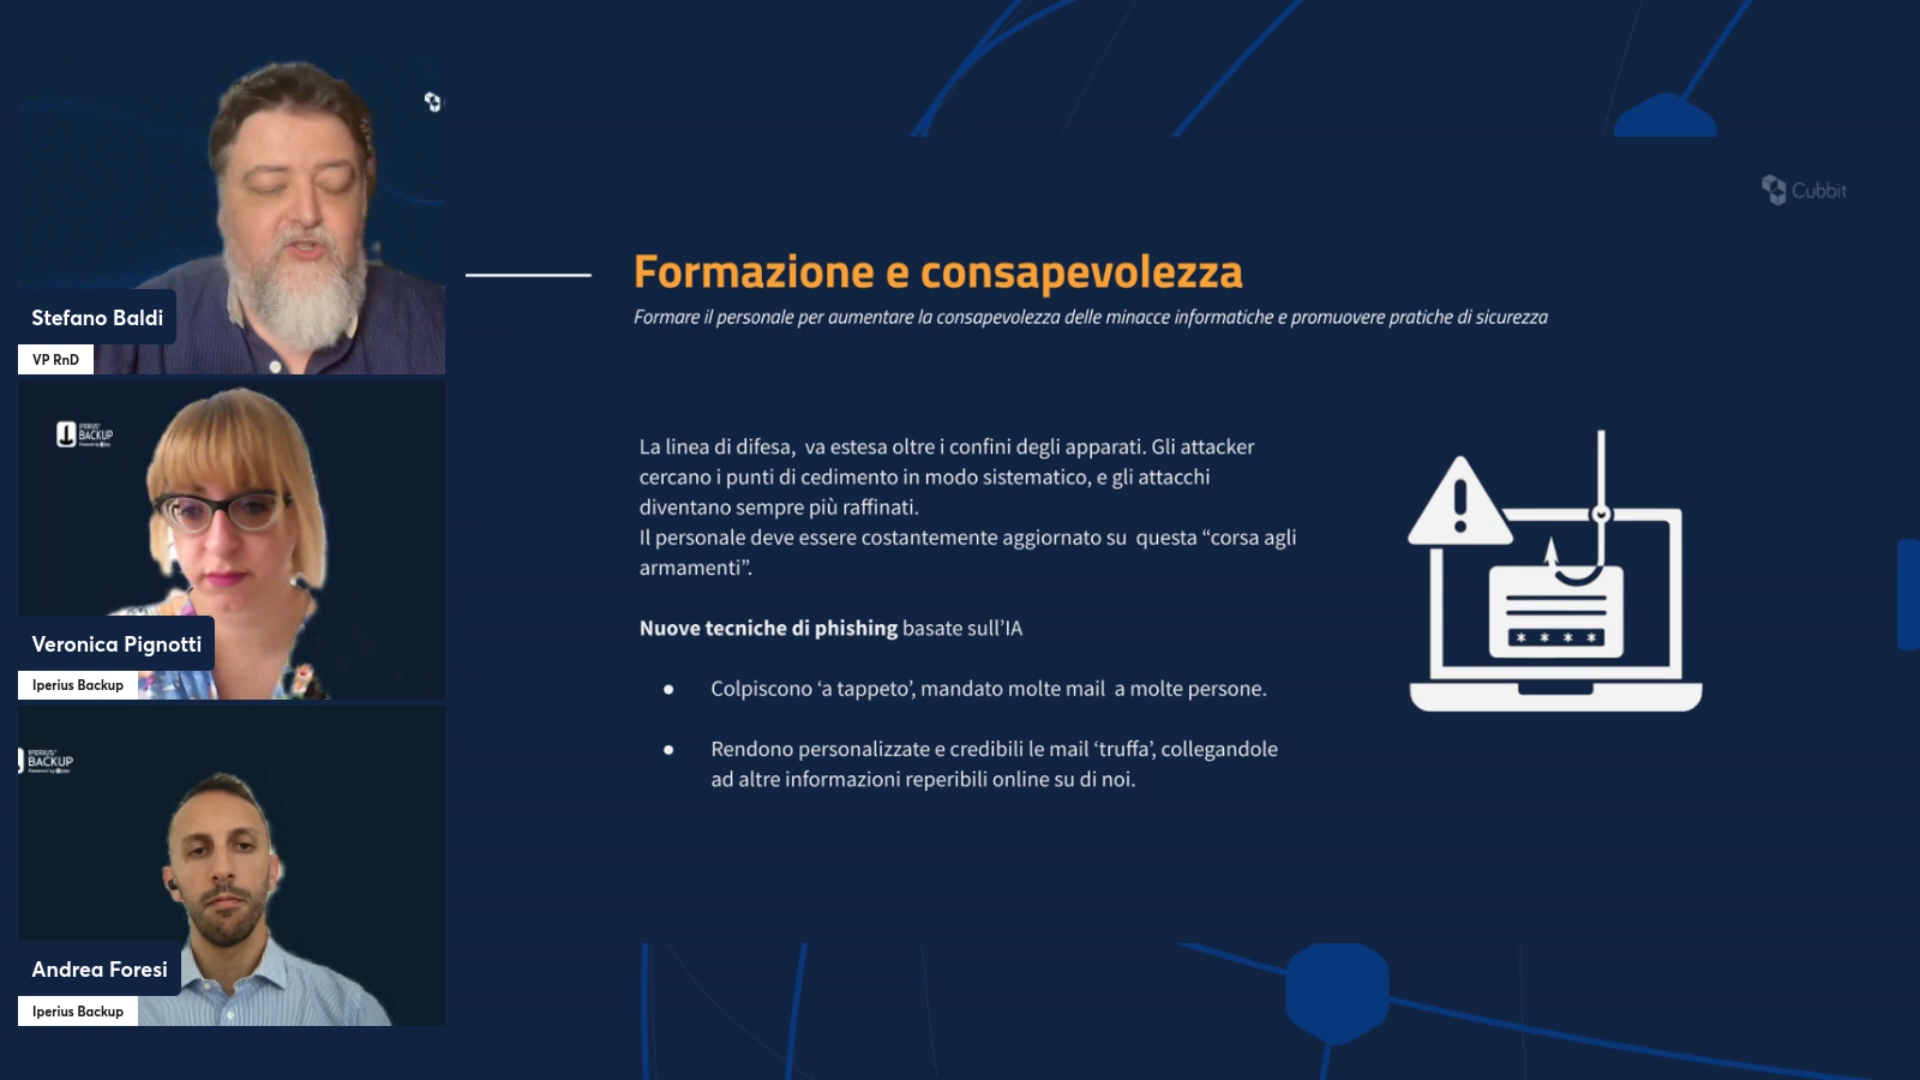 Cubbit
Formazione e consapevolezza
Formare il personale per aumentare la consapevolezza delle minacce informatiche e promuovere pratiche di sicurezza
Stefano Baldi
VP RnD
IPERIUS®
BACKUP
Veronica Pignotti
Iperius Backup
IPERIUS®
BACKUP
Andrea Foresi
Iperius Backup
La linea di difesa,  va estesa oltre i confini degli apparati. Gli attacker
cercano i punti di cedimento in modo sistematico, e gli attacchi
diventano sempre più raffinati.
Il personale deve essere costantemente aggiornato su  questa “corsa agli
armamenti”.
Nuove tecniche di phishing basate sull’IA
● Colpiscono ‘a tappeto’, mandato molte mail  a molte persone.
● Rendono personalizzate e credibili le mail ‘truffa’, collegandole
ad altre informazioni reperibili online su di noi.
* * * *